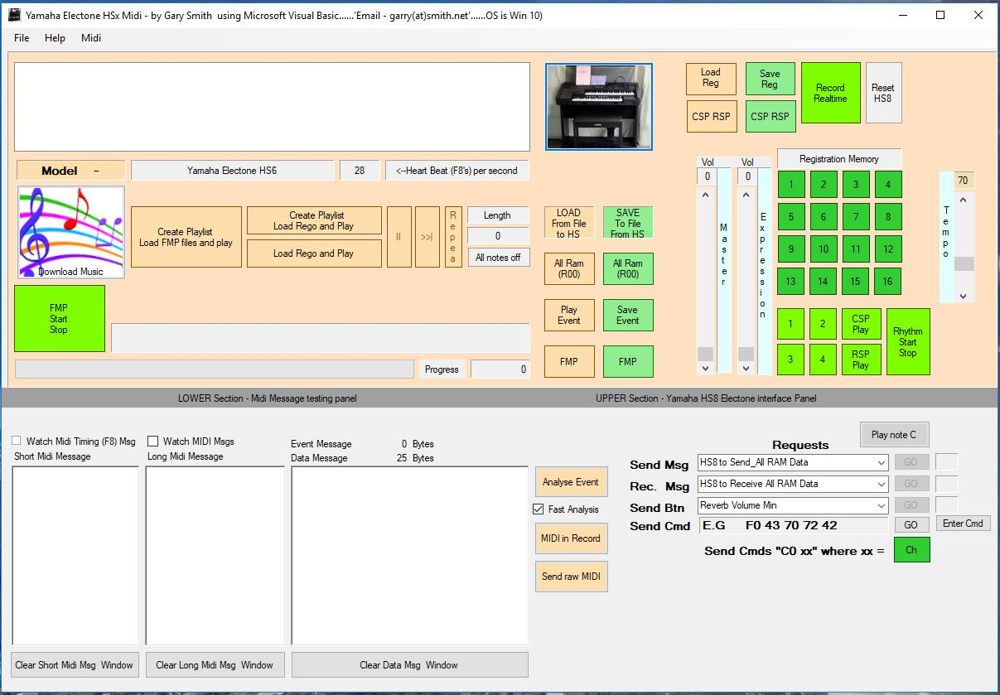 Yamaha Electone HSx Midi - by Gary Smith using Microsoft Visual Basic......'Email - garry(at)smith.net'......OS is Win 10)
File Help Midi
Load
Reg
Save
Reg
Record
Realtime
Reset
HS8
CSP RSP
CSP RSP
Model -
Yamaha Electone HS6
28
<--Heart Beat (F8's) per second
Vol
0
Vol
0
Master
Expression
Registration Memory
1 2 3 4
5 6 7 8
9 10 11 12
13 14 15 16
70
Tempo
Download Music
Create Playlist
Load FMP files and play
Create Playlist
Load Rego and Play
Load Rego and Play
II
>>|
Repea
Length
0
All notes off
LOAD
From File
to HS
SAVE
To File
From HS
All Ram
(R00)
All Ram
(R00)
FMP
Start
Stop
Play
Event
Save
Event
1 2
CSP
Play
3 4
RSP
Play
Rhythm
Start
Stop
Progress
0
FMP
FMP
LOWER Section - Midi Message testing panel
UPPER Section - Yamaha HS8 Electone interface Panel
Watch Midi Timing (F8) Msg
Short Midi Message
Watch MIDI Msgs
Long Midi Message
Event Message 0 Bytes
Data Message 25 Bytes
Analyse Event
Fast Analysis
MIDI in Record
Send raw MIDI
Play note C
Requests
Send Msg HS8 to Send_All RAM Data GO
Rec. Msg HS8 to Receive All RAM Data GO
Send Btn Reverb Volume Min GO
Send Cmd E.G F0 43 70 72 42 GO Enter Cmd
Send Cmds "C0 xx" where xx = Ch
Clear Short Midi Msg Window
Clear Long Midi Msg Window
Clear Data Msg Window